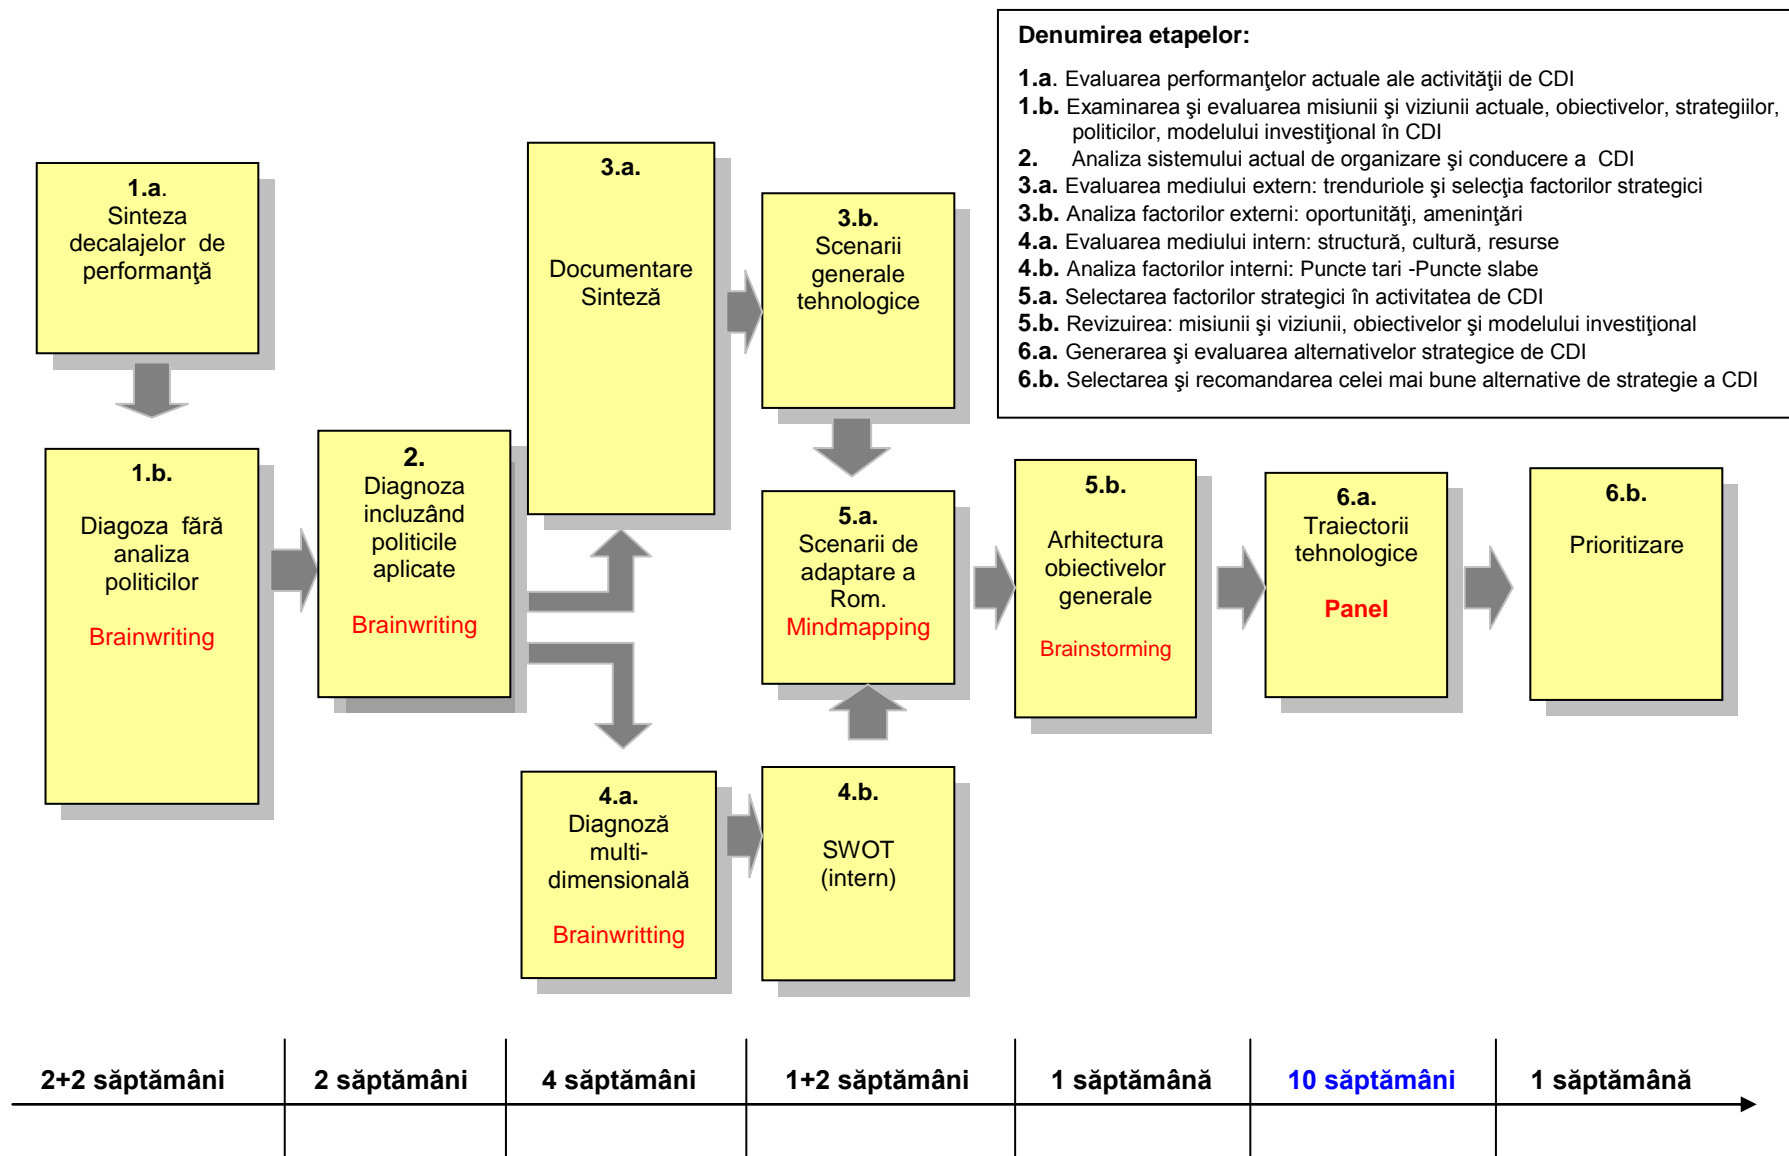 Denumirea etapelor:
1.a. Evaluarea performanţelor actuale ale activităţii de CDI
1.b. Examinarea şi evaluarea misiunii şi viziunii actuale, obiectivelor, strategiilor,
politicilor, modelului investiţional în CDI
2. Analiza sistemului actual de organizare şi conducere a CDI
3.a. Evaluarea mediului extern: trenduriole şi selecţia factorilor strategici
3.b. Analiza factorilor externi: oportunităţi, ameninţări
4.a. Evaluarea mediului intern: structură, cultură, resurse
4.b. Analiza factorilor interni: Puncte tari -Puncte slabe
5.a. Selectarea factorilor strategici în activitatea de CDI
5.b. Revizuirea: misiunii şi viziunii, obiectivelor şi modelului investiţional
6.a. Generarea şi evaluarea alternativelor strategice de CDI
6.b. Selectarea şi recomandarea celei mai bune alternative de strategie a CDI
1.a.
Sinteza
decalajelor de
performanţă
1.b.
Diagoza fără
analiza
politicilor
Brainwriting
2.
Diagnoza
incluzând
politicile
aplicate
Brainwriting
3.a.
Documentare
Sinteză
3.b.
Scenarii
generale
tehnologice
4.a.
Diagnoză
multi-
dimensională
Brainwritting
4.b.
SWOT
(intern)
5.a.
Scenarii de
adaptare a
Rom.
Mindmapping
5.b.
Arhitectura
obiectivelor
generale
Brainstorming
6.a.
Traiectorii
tehnologice
Panel
6.b.
Prioritizare
2+2 săptămâni
2 săptămâni
4 săptămâni
1+2 săptămâni
1 săptămână
10 săptămâni
1 săptămână